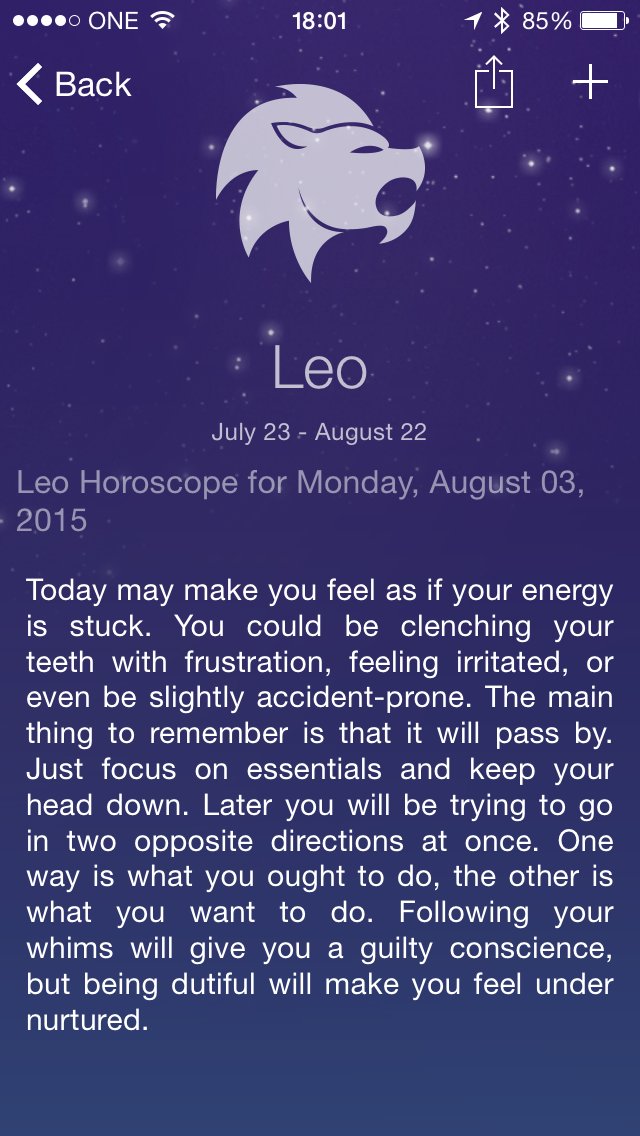 ONE 18:01 85%
Back
Leo
July 23 - August 22
Leo Horoscope for Monday, August 03,
2015
Today may make you feel as if your energy
is stuck. You could be clenching your
teeth with frustration, feeling irritated, or
even be slightly accident-prone. The main
thing to remember is that it will pass by.
Just focus on essentials and keep your
head down. Later you will be trying to go
in two opposite directions at once. One
way is what you ought to do, the other is
what you want to do. Following your
whims will give you a guilty conscience,
but being dutiful will make you feel under
nurtured.